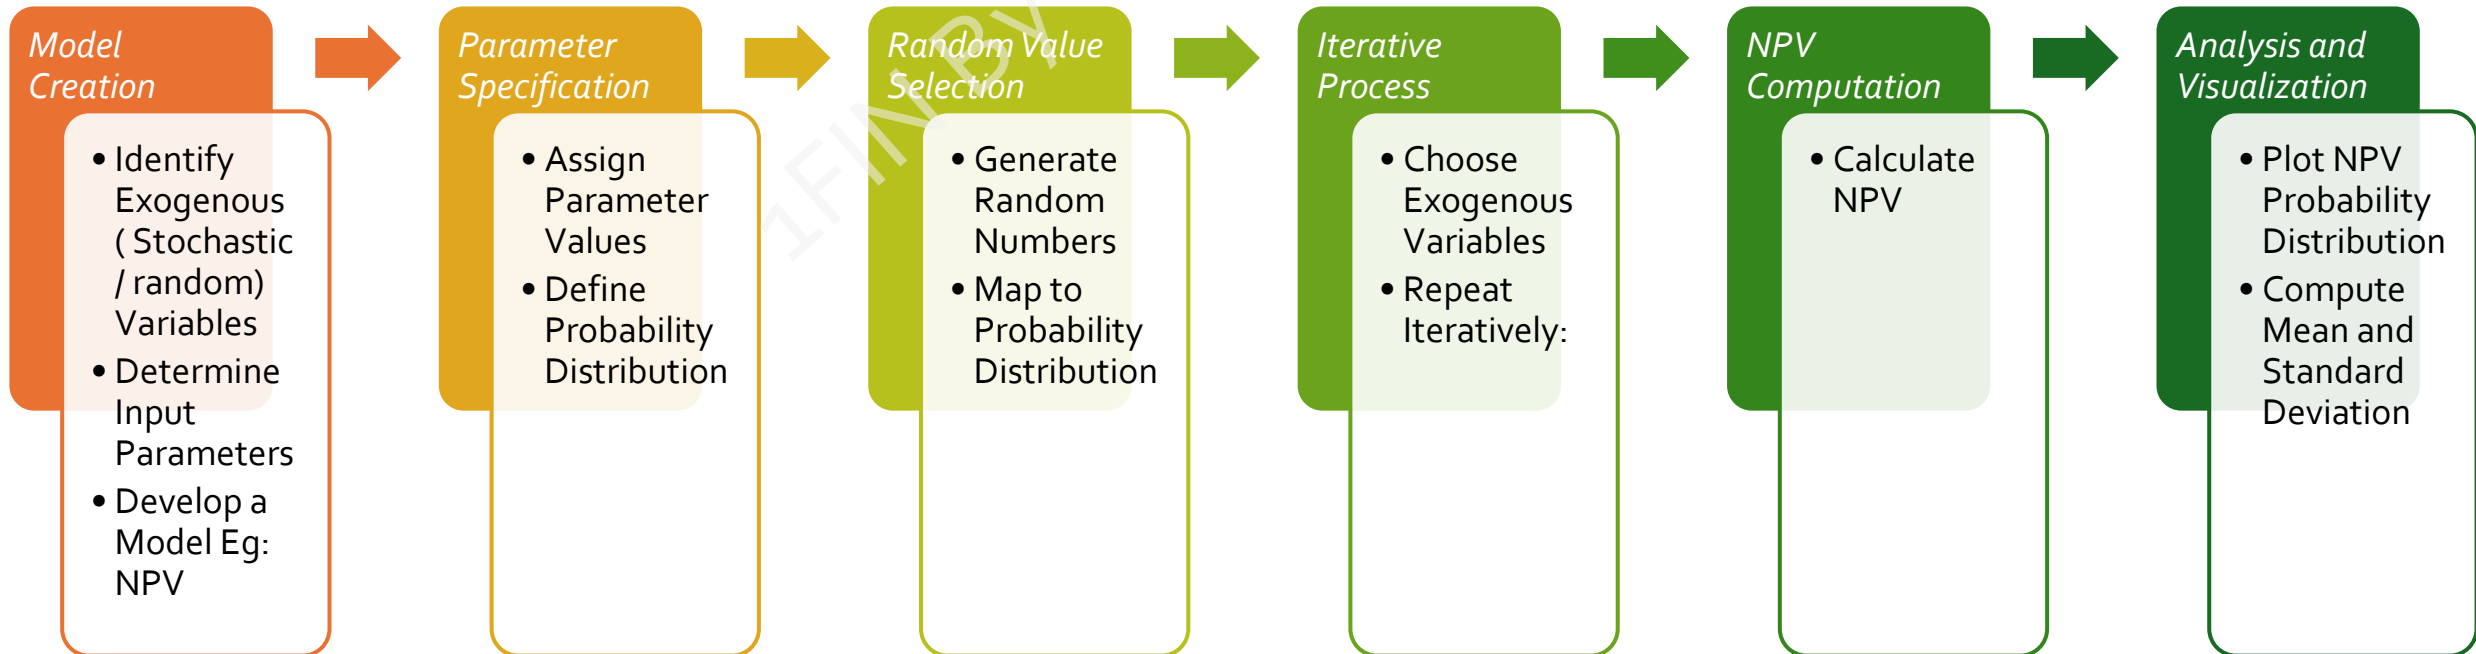 Model
Creation
• Identify
Exogenous
( Stochastic
/ random)
Variables
• Determine
Input
Parameters
• Develop a
Model Eg:
NPV
Parameter
Specification
• Assign
Parameter
Values
• Define
Probability
Distribution
Random Value
Selection
• Generate
Random
Numbers
• Map to
Probability
Distribution
Iterative
Process
• Choose
Exogenous
Variables
• Repeat
Iteratively:
NPV
Computation
• Calculate
NPV
Analysis and
Visualization
• Plot NPV
Probability
Distribution
• Compute
Mean and
Standard
Deviation
1FIN By